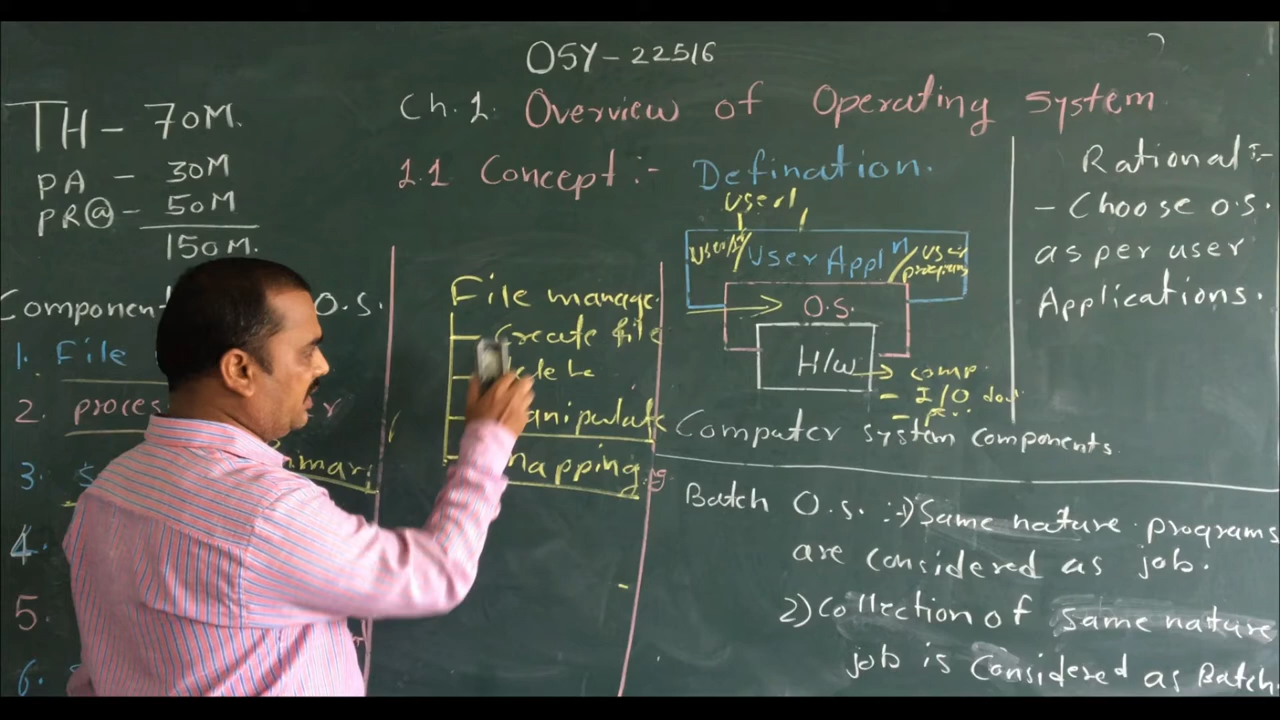 OSY-22516
Ch.1. Overview of Operating System
TH - 70M.
PA - 30M
PR@ - 50M
150M.
1.1 Concept :- Defination.
Component O.S.
1. File
2. proces
3. S
4.
5.
6.
File manage
Create file
Manipulate
Mapping
User1
User Appl^n / User programs
O.S.
H/W
comp.
- I/O
Computer system components.
Rational :-
- Choose O.S.
as per user
Applications.
Batch O.S. :- 1) Same nature programs
are considered as job.
2) Collection of same nature
job is considered as Batch.